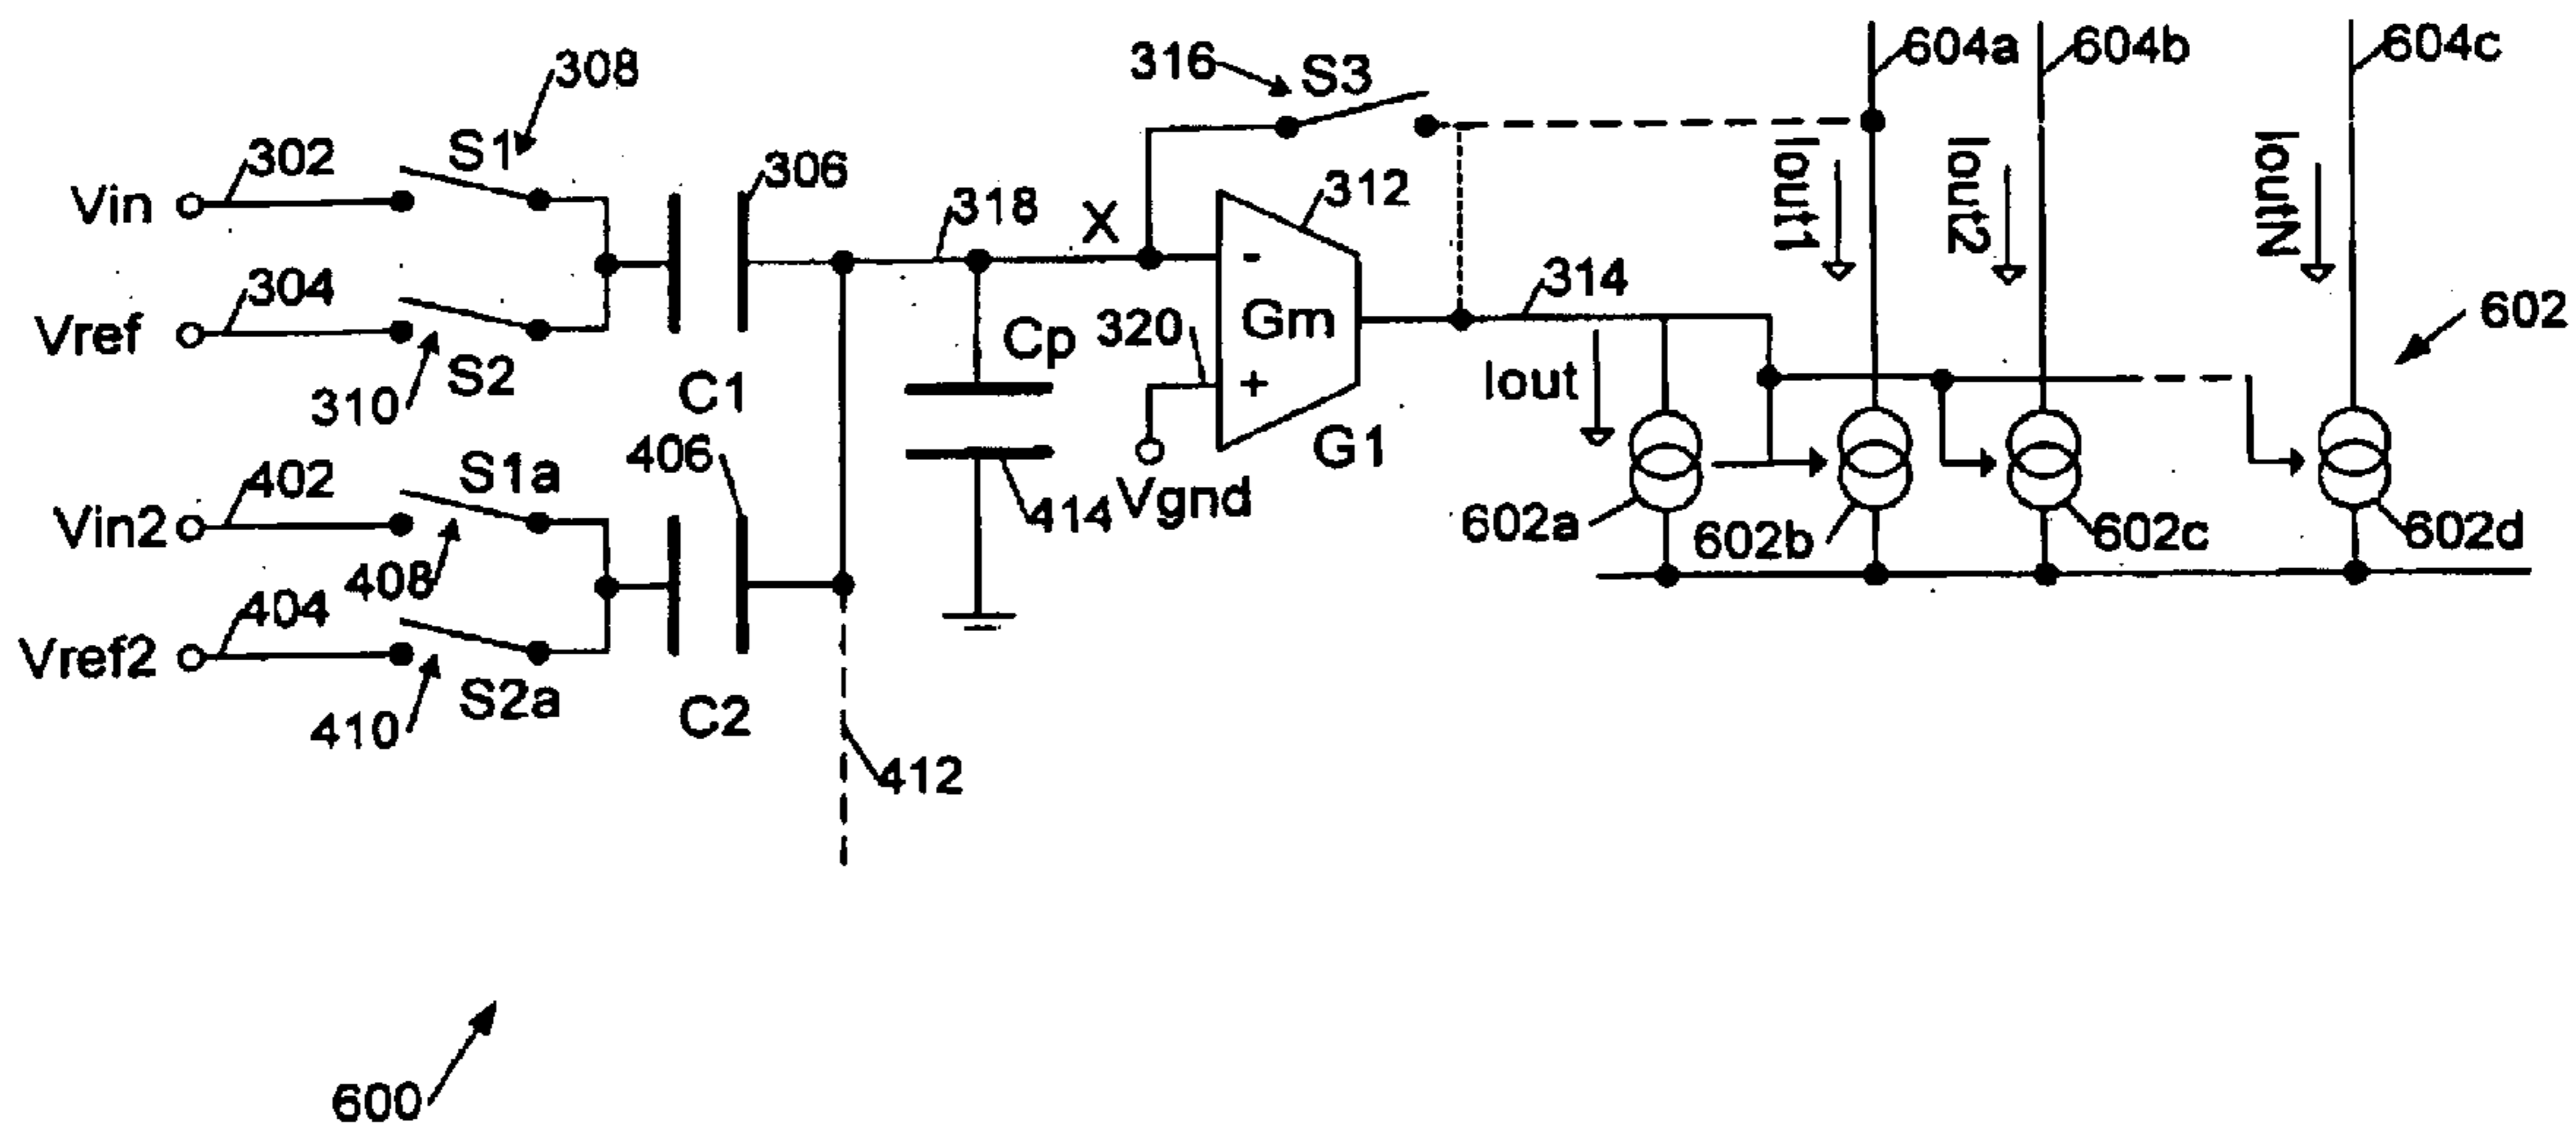 308
316
S3
604a
604b
604c
302
S1
306
312
Vin
318
X
Iout1
Iout2
IoutN
304
-
314
602
Vref
S2
310
C1
Cp
320
Gm
+
Iout
G1
406
402
S1a
Vin2
408
414
Vgnd
602a
602b
602c
602d
404
Vref2
S2a
410
C2
412
600